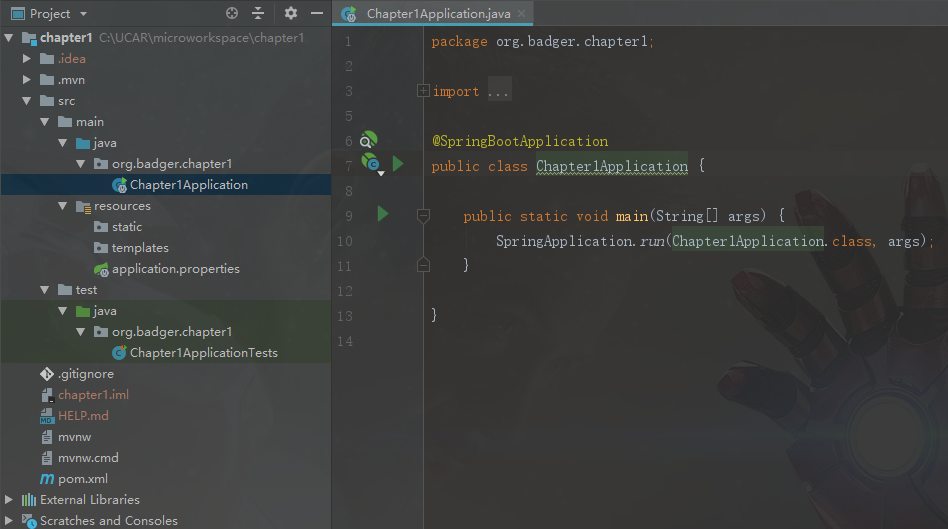 Project
chapter1 C:\UCAR\microworkspace\chapter1
.idea
.mvn
src
main
java
org.badger.chapter1
Chapter1Application
resources
static
templates
application.properties
test
java
org.badger.chapter1
Chapter1ApplicationTests
.gitignore
chapter1.iml
HELP.md
mvnw
mvnw.cmd
pom.xml
External Libraries
Scratches and Consoles
Chapter1Application.java
1 package org.badger.chapter1;
2
3 import ...
5
6 @SpringBootApplication
7 public class Chapter1Application {
8
9 public static void main(String[] args) {
10 SpringApplication.run(Chapter1Application.class, args);
11 }
12
13 }
14